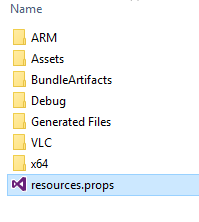 Name
ARM
Assets
BundleArtifacts
Debug
Generated Files
VLC
x64
resources.props